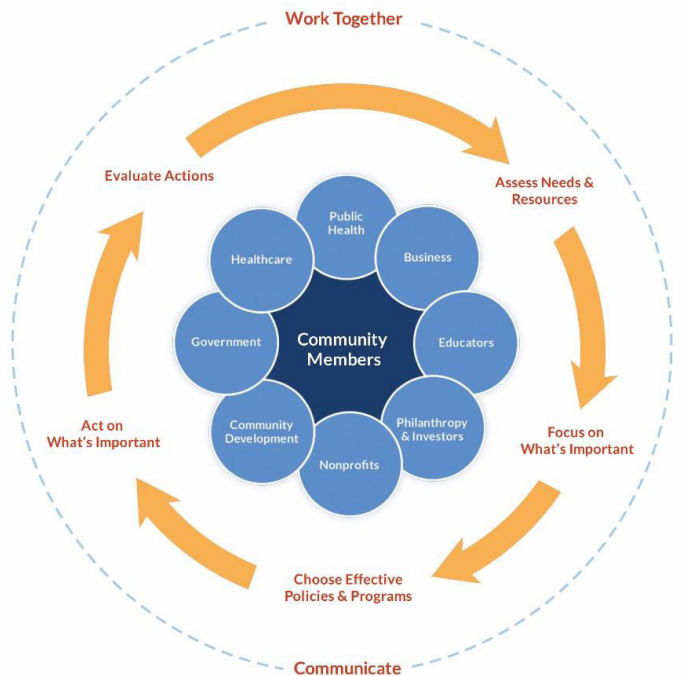 Work Together
Evaluate Actions
Assess Needs &
Resources
Public
Health
Healthcare
Business
Government
Community
Members
Educators
Community
Development
Philanthropy
& Investors
Nonprofits
Act on
What's Important
Focus on
What's Important
Choose Effective
Policies & Programs
Communicate